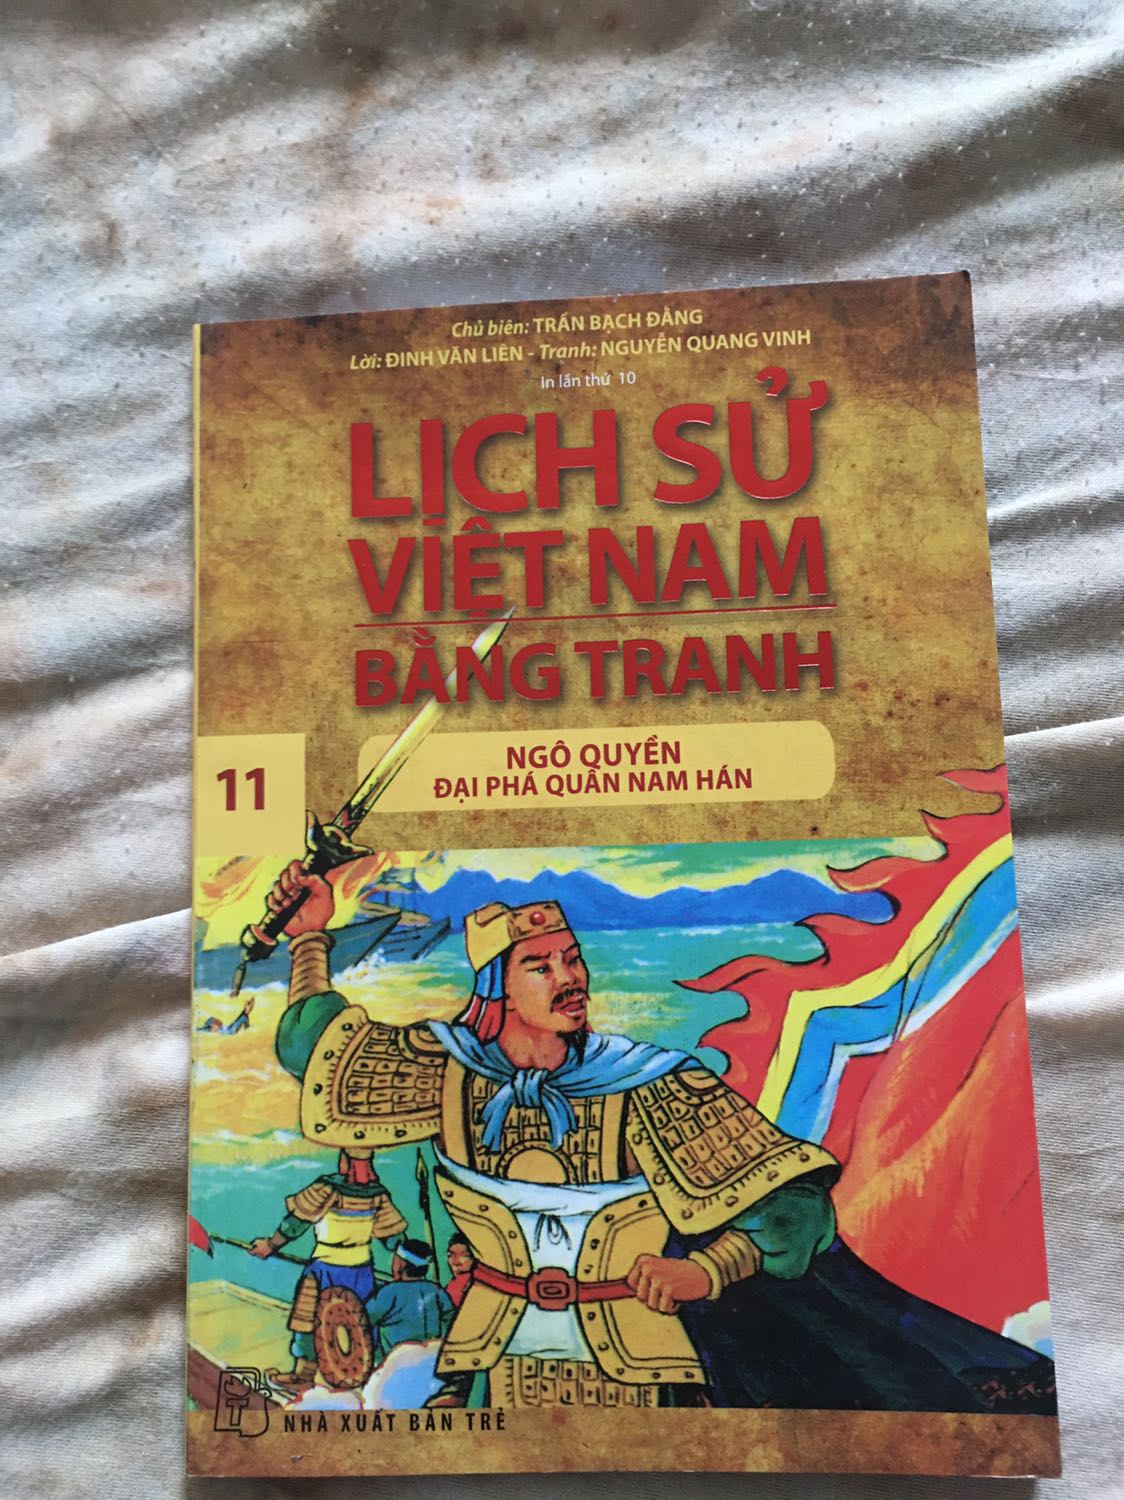 Chủ biên: TRẦN BẠCH ĐẰNG
Lời: ĐINH VĂN LIÊN - Tranh: NGUYỄN QUANG VINH
In lần thứ 10
LỊCH SỬ
VIỆT NAM
BẰNG TRANH
11
NGÔ QUYỀN
ĐẠI PHÁ QUÂN NAM HÁN
NHÀ XUẤT BẢN TRẺ